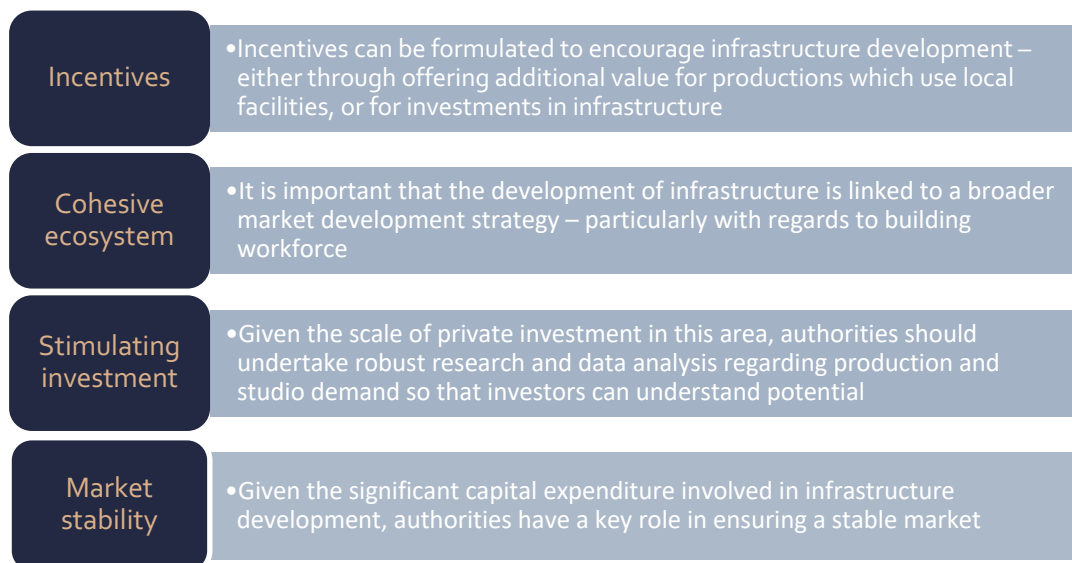 Incentives
•Incentives can be formulated to encourage infrastructure development –
either through offering additional value for productions which use local
facilities, or for investments in infrastructure
Cohesive
ecosystem
•It is important that the development of infrastructure is linked to a broader
market development strategy – particularly with regards to building
workforce
Stimulating
investment
•Given the scale of private investment in this area, authorities should
undertake robust research and data analysis regarding production and
studio demand so that investors can understand potential
Market
stability
•Given the significant capital expenditure involved in infrastructure
development, authorities have a key role in ensuring a stable market